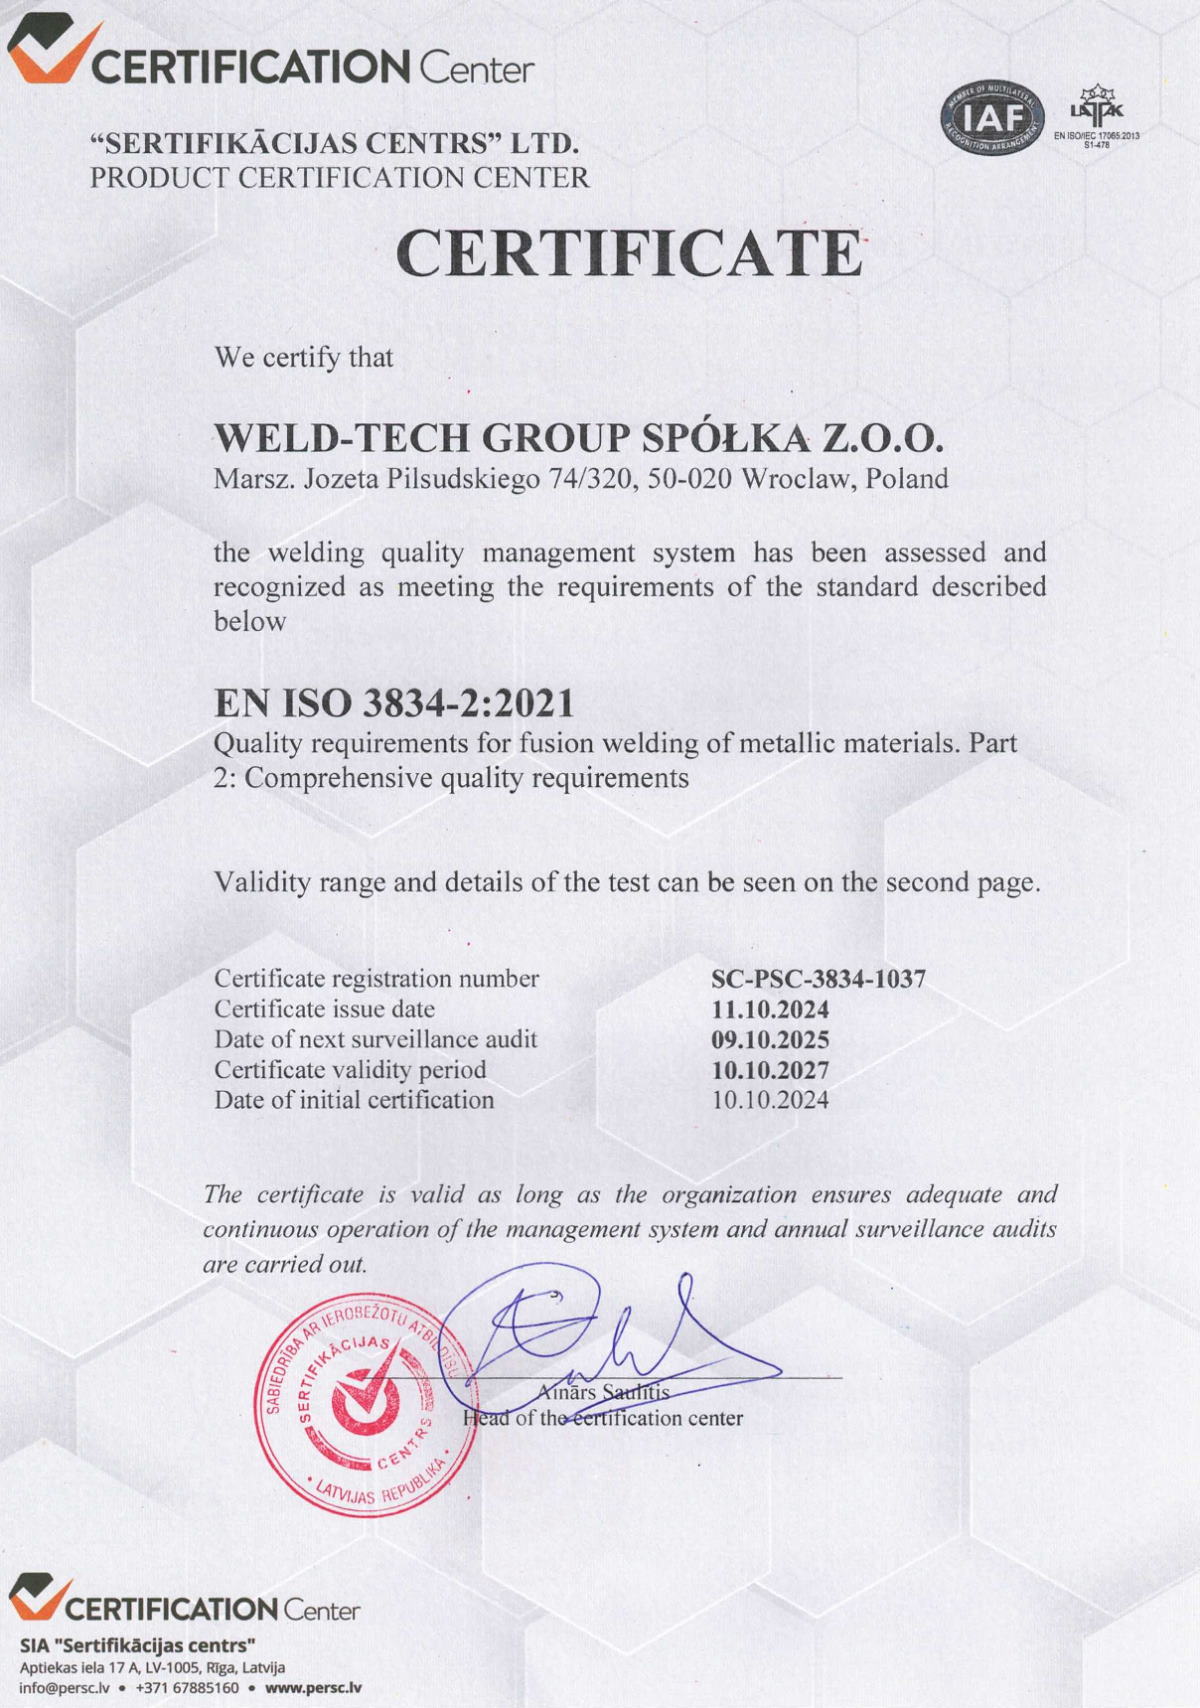 CERTIFICATION Center
“SERTIFIKĀCIJAS CENTRS” LTD.
PRODUCT CERTIFICATION CENTER
MEMBER OF MULTILATERAL
IAF
RECOGNITION ARRANGEMENT
LATAK
EN ISO/IEC 17065:2013
S1-478
CERTIFICATE
We certify that
WELD-TECH GROUP SPÓŁKA Z.O.O.
Marsz. Jozeta Pilsudskiego 74/320, 50-020 Wroclaw, Poland
the welding quality management system has been assessed and
recognized as meeting the requirements of the standard described
below
EN ISO 3834-2:2021
Quality requirements for fusion welding of metallic materials. Part
2: Comprehensive quality requirements
Validity range and details of the test can be seen on the second page.
Certificate registration number SC-PSC-3834-1037
Certificate issue date 11.10.2024
Date of next surveillance audit 09.10.2025
Certificate validity period 10.10.2027
Date of initial certification 10.10.2024
The certificate is valid as long as the organization ensures adequate and
continuous operation of the management system and annual surveillance audits
are carried out.
SABIEDRĪBA AR IEROBEŽOTU ATBILDĪBU
SERTIFIKĀCIJAS
CENTRS
• LATVIJAS REPUBLIKA •
Ainārs Saulītis
Head of the certification center
CERTIFICATION Center
SIA "Sertifikācijas centrs"
Aptiekas iela 17 A, LV-1005, Rīga, Latvija
info@persc.lv • +371 67885160 • www.persc.lv